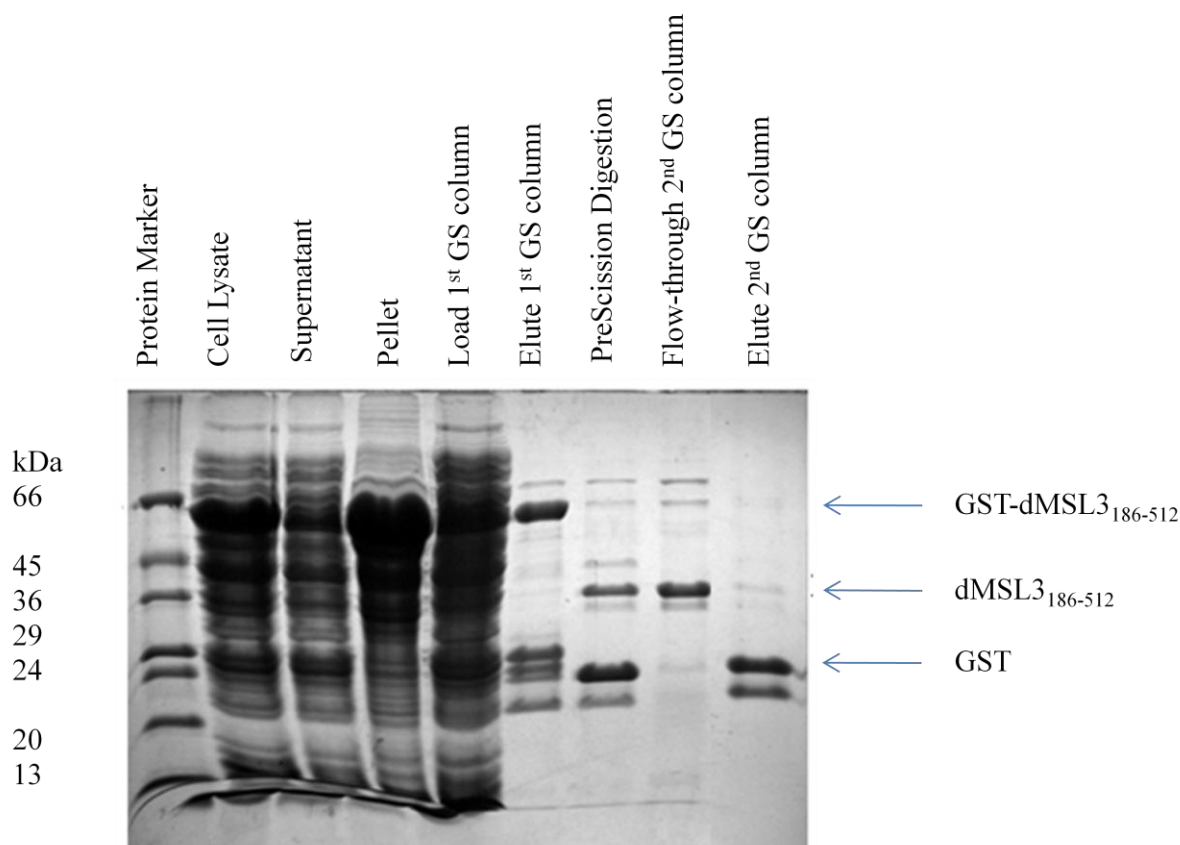 Protein Marker
Cell Lysate
Supernatant
Pellet
Load 1st GS column
Elute 1st GS column
PreScission Digestion
Flow-through 2nd GS column
Elute 2nd GS column
kDa
66
45
36
29
24
20
13
GST-dMSL3186-512
dMSL3186-512
GST